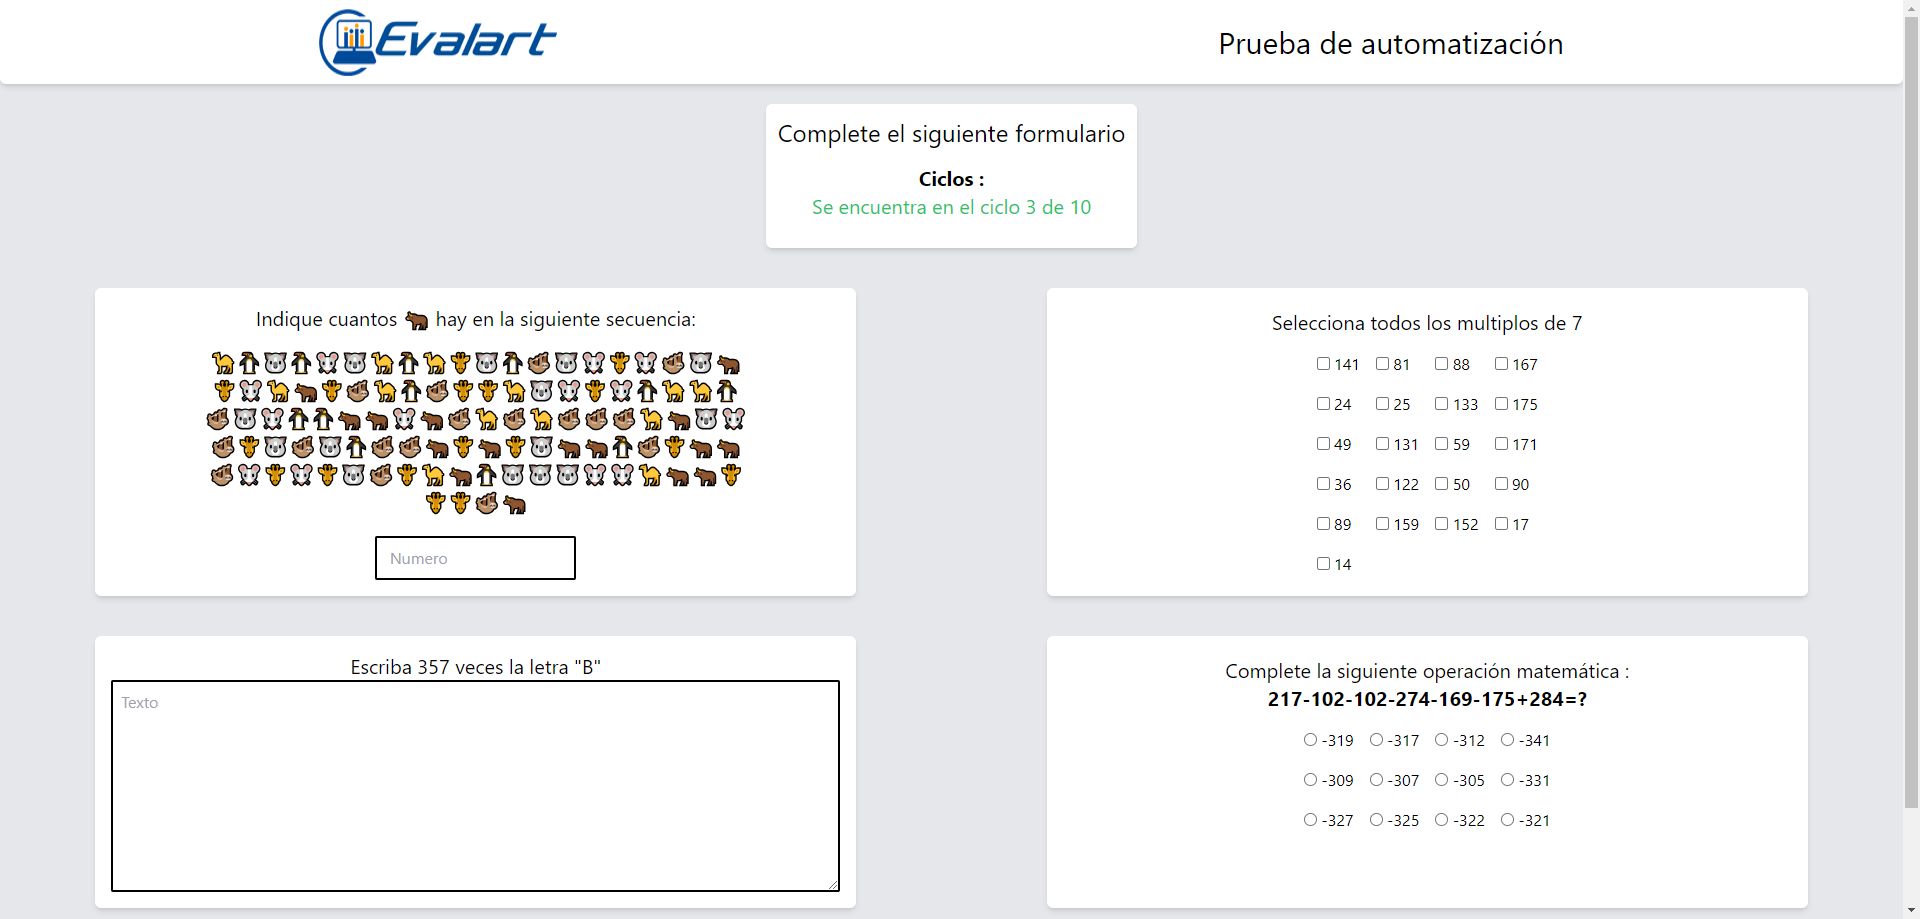 Evalart
Prueba de automatización
Complete el siguiente formulario
Ciclos :
Se encuentra en el ciclo 3 de 10
Indique cuantos 🐂 hay en la siguiente secuencia:
Numero
Selecciona todos los multiplos de 7
141 81 88 167
24 25 133 175
49 131 59 171
36 122 50 90
89 159 152 17
14
Escriba 357 veces la letra "B"
Texto
Complete la siguiente operación matemática :
217-102-102-274-169-175+284=?
-319 -317 -312 -341
-309 -307 -305 -331
-327 -325 -322 -321